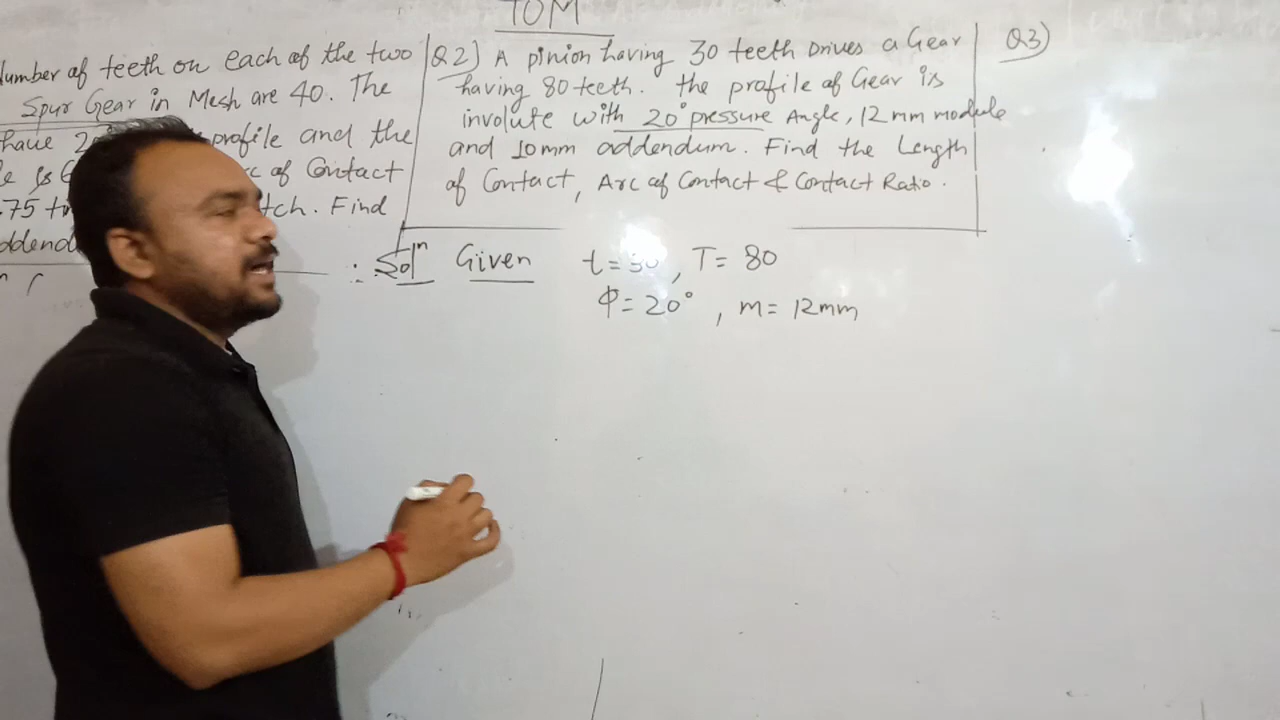 TOM
Number of teeth on each of the two
Spur Gear in Mesh are 40. The
have 20° profile and the
of Contact
.75 tch. Find
addend
Q2) A pinion having 30 teeth Drives a Gear
having 80 teeth. the profile of Gear is
involute with 20° pressure Angle, 12 mm module
and 10mm addendum. Find the Length
of Contact, Arc of Contact & Contact Ratio.
Q3)
Solⁿ Given t = 30, T = 80
Φ = 20°, m = 12mm